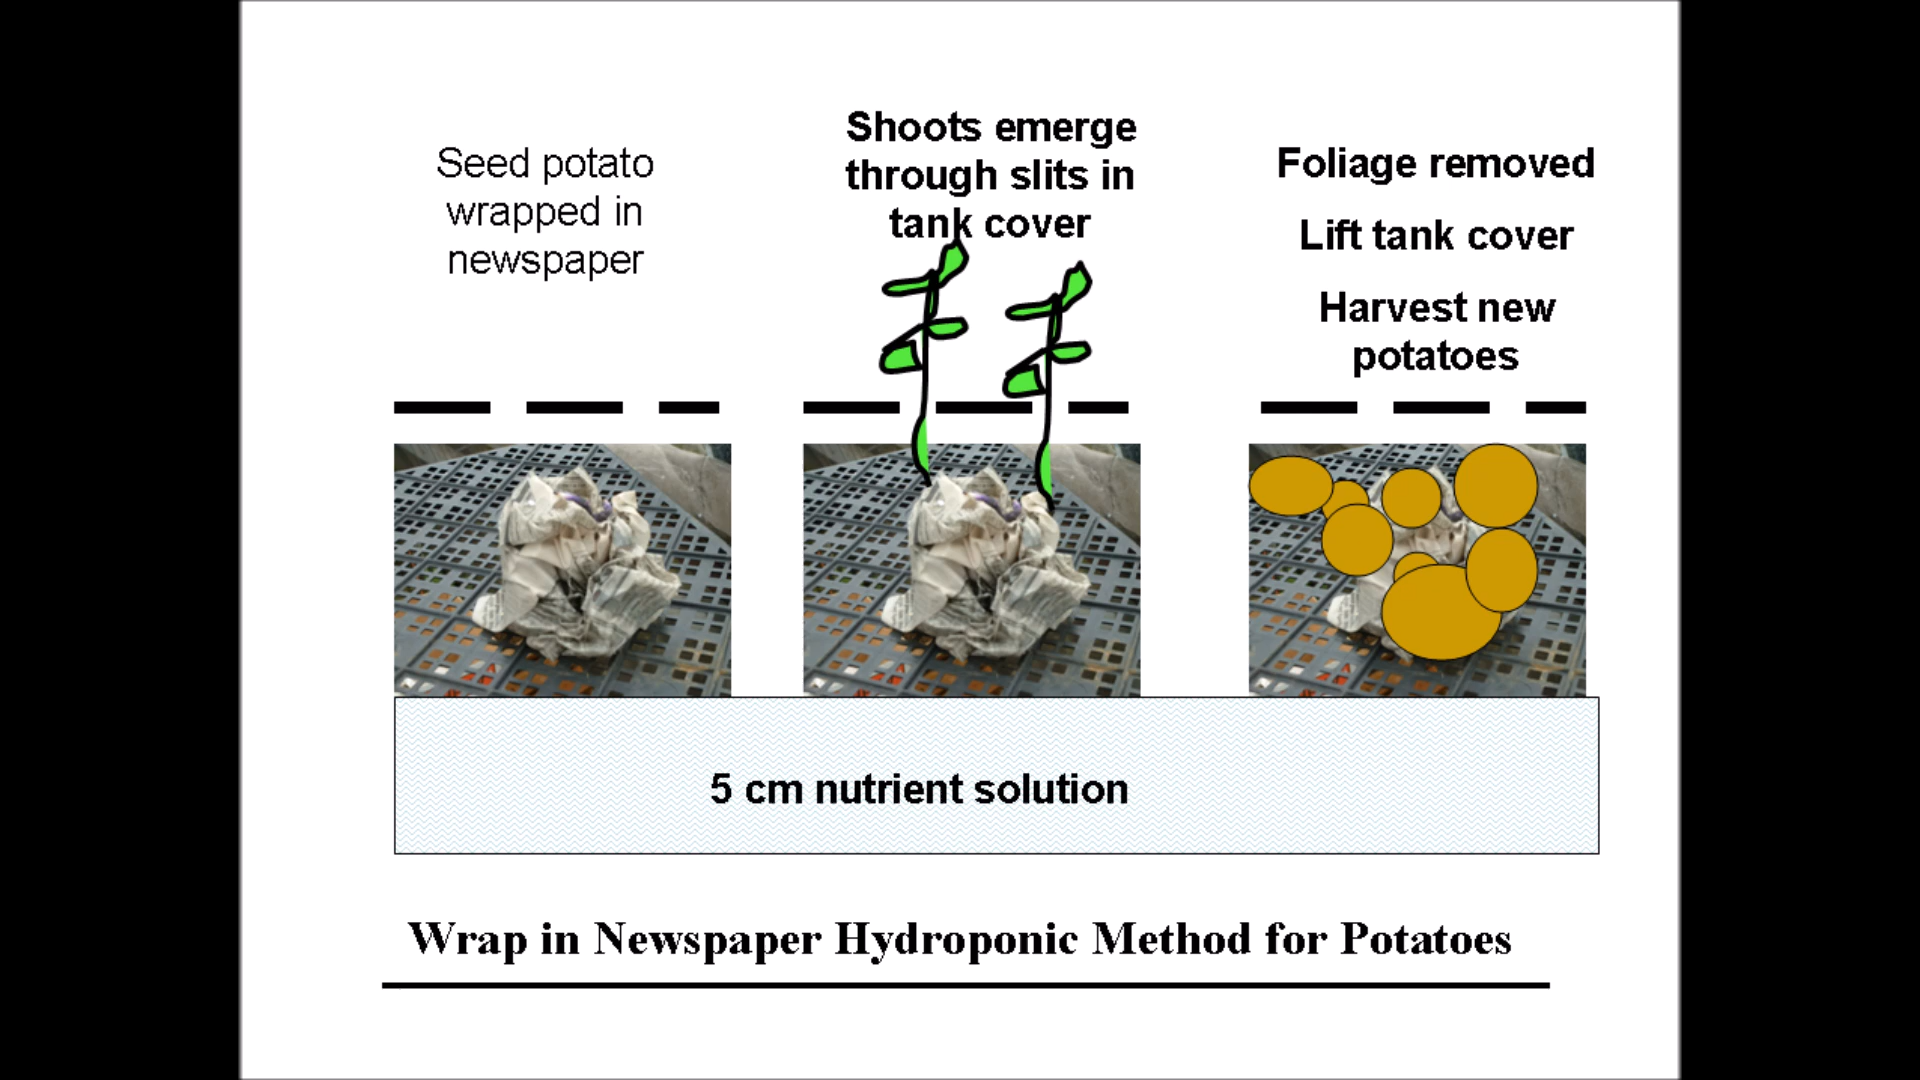 Seed potato
wrapped in
newspaper
Shoots emerge
through slits in
tank cover
Foliage removed
Lift tank cover
Harvest new
potatoes
5 cm nutrient solution
Wrap in Newspaper Hydroponic Method for Potatoes